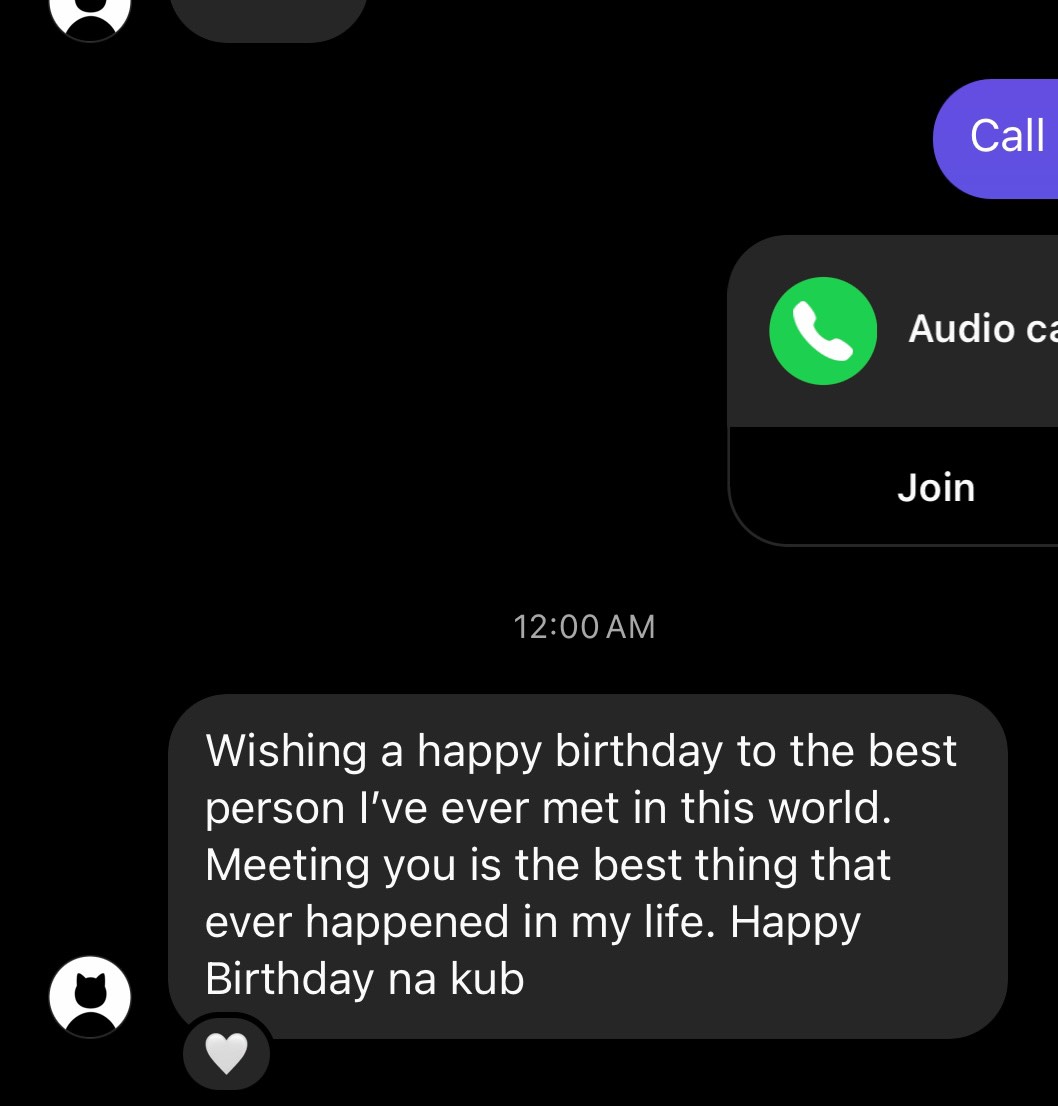 Call
Audio
Join
12:00 AM
Wishing a happy birthday to the best
person I’ve ever met in this world.
Meeting you is the best thing that
ever happened in my life. Happy
Birthday na kub